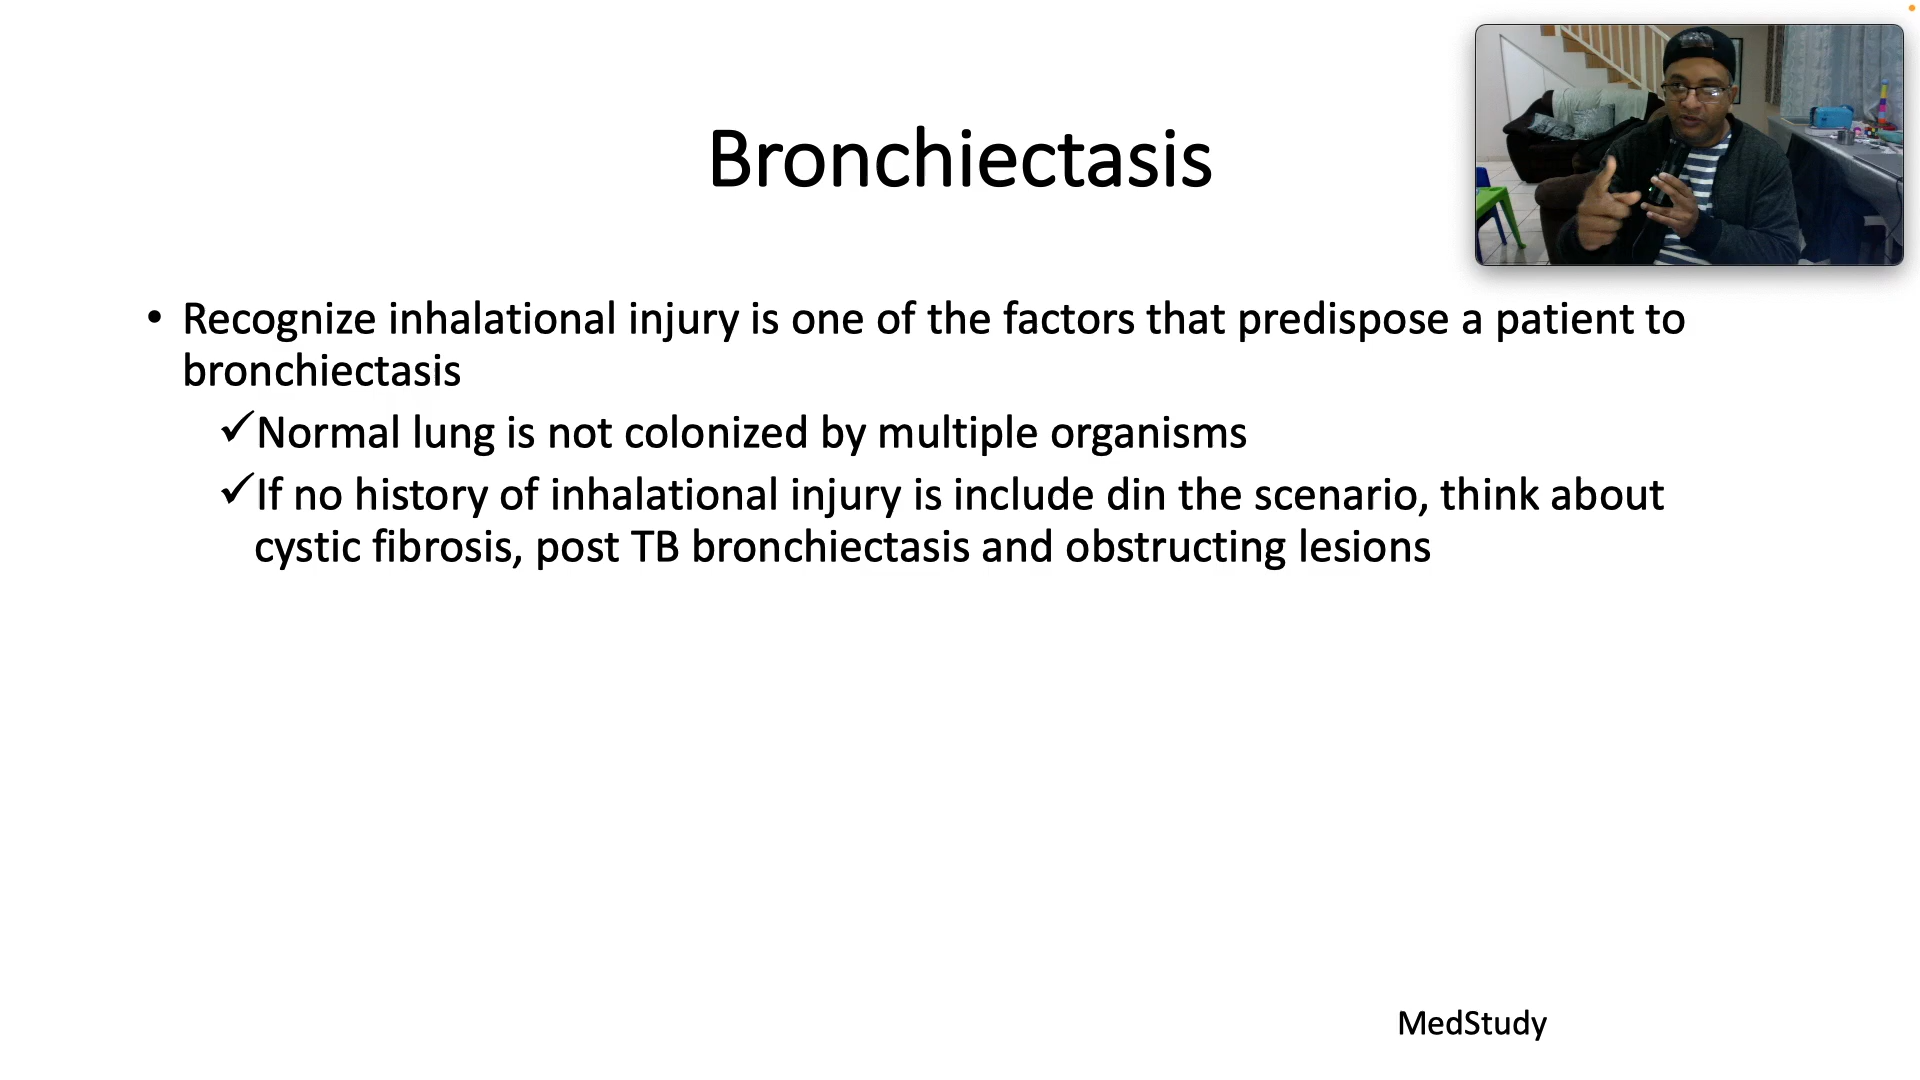 Bronchiectasis
• Recognize inhalational injury is one of the factors that predispose a patient to
bronchiectasis
✓Normal lung is not colonized by multiple organisms
✓If no history of inhalational injury is include din the scenario, think about
cystic fibrosis, post TB bronchiectasis and obstructing lesions
MedStudy